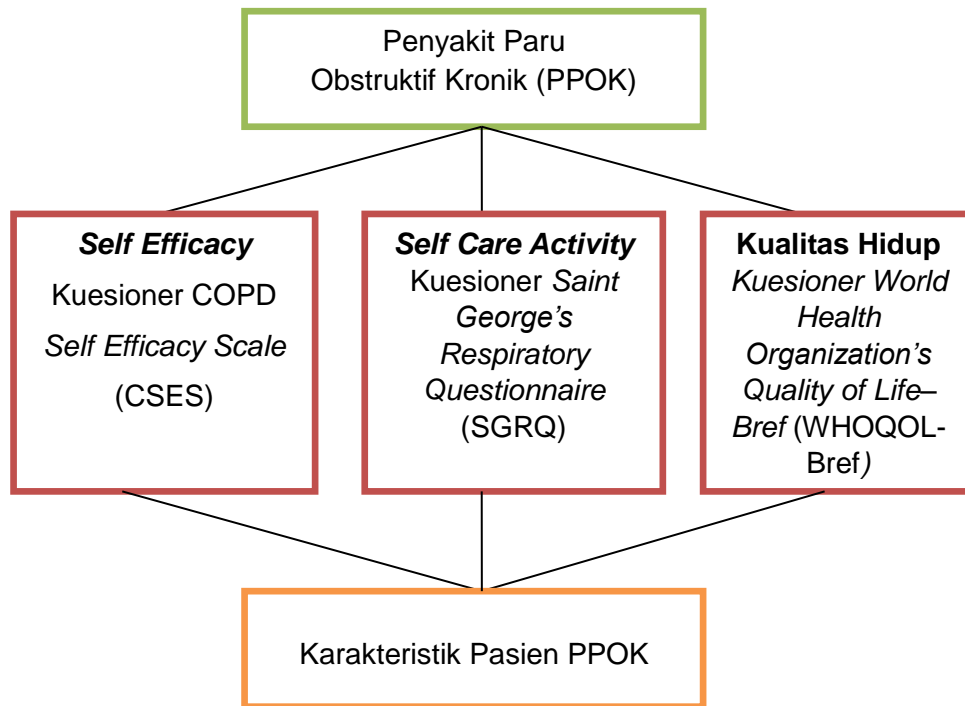 Penyakit Paru
Obstruktif Kronik (PPOK)
Self Efficacy
Kuesioner COPD
Self Efficacy Scale
(CSES)
Self Care Activity
Kuesioner Saint
George's
Respiratory
Questionnaire
(SGRQ)
Kualitas Hidup
Kuesioner World
Health
Organization's
Quality of Life–
Bref (WHOQOL-
Bref)
Karakteristik Pasien PPOK